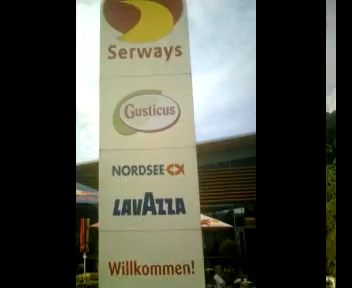 Serways
Gusticus
NORDSEE
LAVAZZA
Willkommen!